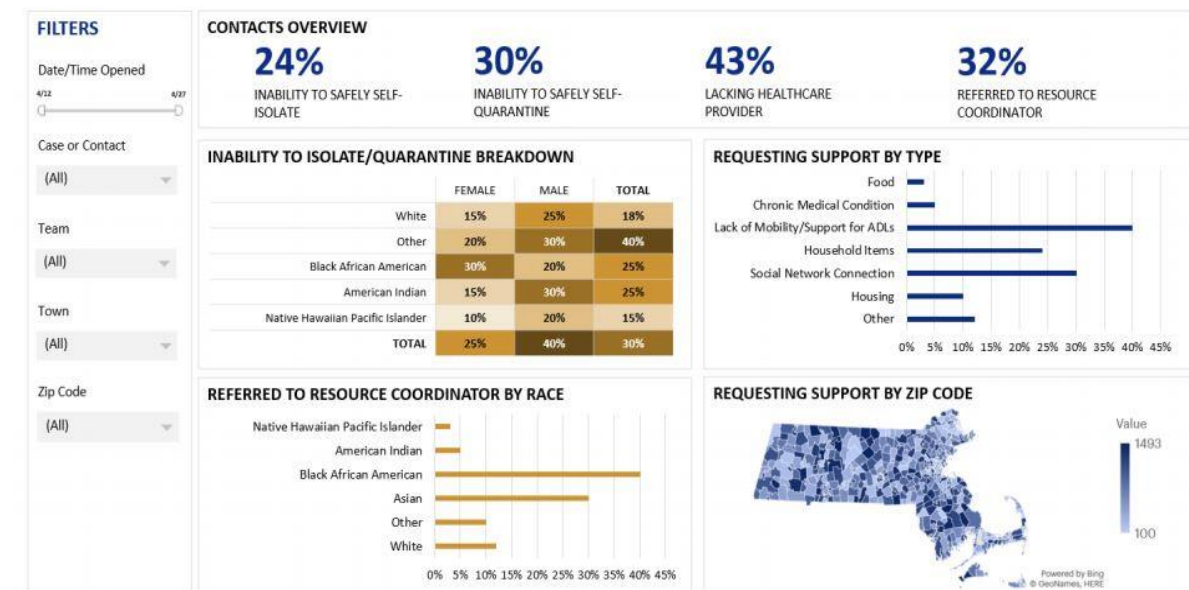 FILTERS
Date/Time Opened
4/12 4/27
Case or Contact
(All)
Team
(All)
Town
(All)
Zip Code
(All)
CONTACTS OVERVIEW
24% 30% 43% 32%
INABILITY TO SAFELY SELF-
ISOLATE
INABILITY TO SAFELY SELF-
QUARANTINE
LACKING HEALTHCARE
PROVIDER
REFERRED TO RESOURCE
COORDINATOR
INABILITY TO ISOLATE/QUARANTINE BREAKDOWN
FEMALE MALE TOTAL
White 15% 25% 18%
Other 20% 30% 40%
Black African American 30% 20% 25%
American Indian 15% 30% 25%
Native Hawaiian Pacific Islander 10% 20% 15%
TOTAL 25% 40% 30%
REQUESTING SUPPORT BY TYPE
Food
Chronic Medical Condition
Lack of Mobility/Support for ADLs
Household Items
Social Network Connection
Housing
Other
0% 5% 10% 15% 20% 25% 30% 35% 40% 45%
REFERRED TO RESOURCE COORDINATOR BY RACE
Native Hawaiian Pacific Islander
American Indian
Black African American
Asian
Other
White
0% 5% 10% 15% 20% 25% 30% 35% 40% 45%
REQUESTING SUPPORT BY ZIP CODE
Value
1493
100
Powered by Bing
© GeoNames, HERE